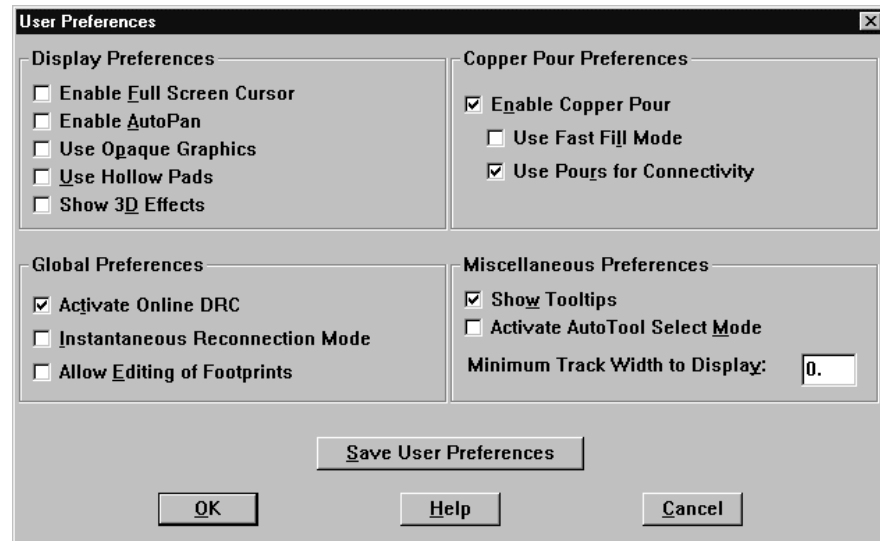 User Preferences
Display Preferences
Enable Full Screen Cursor
Enable AutoPan
Use Opaque Graphics
Use Hollow Pads
Show 3D Effects
Copper Pour Preferences
Enable Copper Pour
Use Fast Fill Mode
Use Pours for Connectivity
Global Preferences
Activate Online DRC
Instantaneous Reconnection Mode
Allow Editing of Footprints
Miscellaneous Preferences
Show Tooltips
Activate AutoTool Select Mode
Minimum Track Width to Display: 0.
Save User Preferences
OK Help Cancel